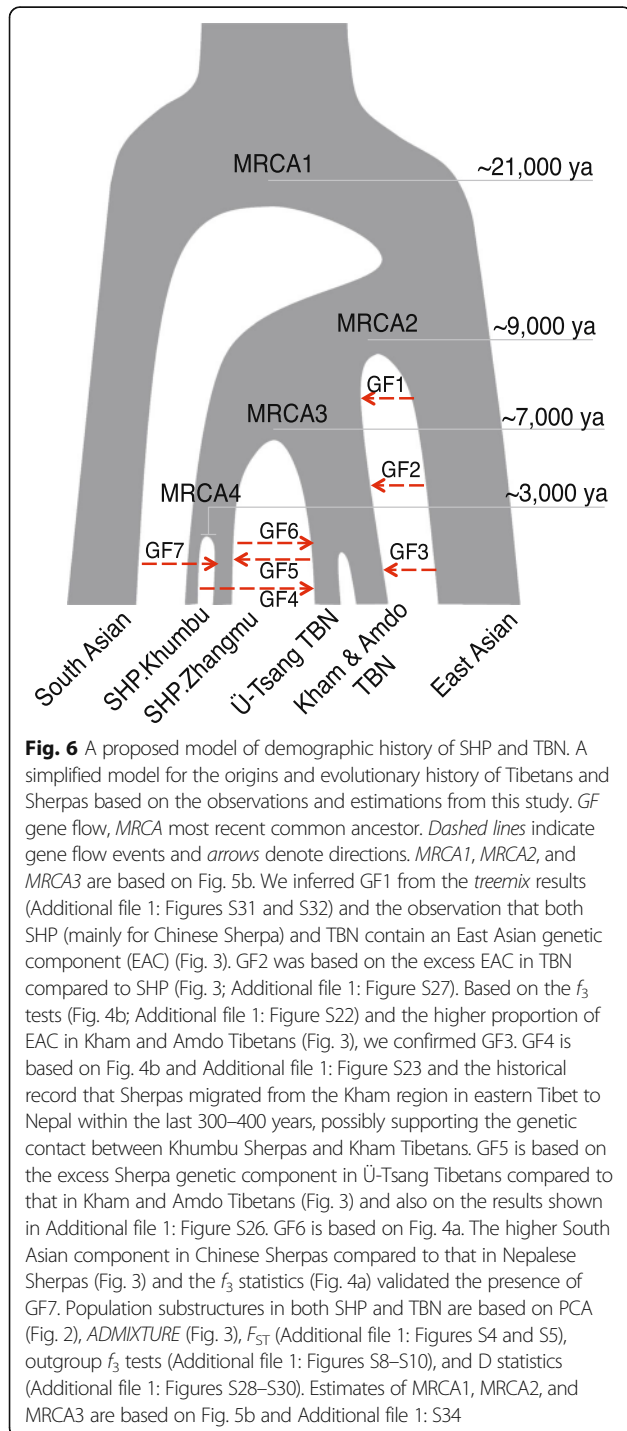 MRCA1
~21,000 ya
MRCA2
~9,000 ya
GF1
MRCA3
~7,000 ya
GF2
MRCA4
~3,000 ya
GF6
GF7
GF3
GF5
GF4
South Asian
SHP.Khumbu
SHP.Zhangmu
Ü-Tsang TBN
Kham & Amdo
TBN
East Asian
Fig. 6 A proposed model of demographic history of SHP and TBN. A
simplified model for the origins and evolutionary history of Tibetans and
Sherpas based on the observations and estimations from this study. GF
gene flow, MRCA most recent common ancestor. Dashed lines indicate
gene flow events and arrows denote directions. MRCA1, MRCA2, and
MRCA3 are based on Fig. 5b. We inferred GF1 from the treemix results
(Additional file 1: Figures S31 and S32) and the observation that both
SHP (mainly for Chinese Sherpa) and TBN contain an East Asian genetic
component (EAC) (Fig. 3). GF2 was based on the excess EAC in TBN
compared to SHP (Fig. 3; Additional file 1: Figure S27). Based on the f3
tests (Fig. 4b; Additional file 1: Figure S22) and the higher proportion of
EAC in Kham and Amdo Tibetans (Fig. 3), we confirmed GF3. GF4 is
based on Fig. 4b and Additional file 1: Figure S23 and the historical
record that Sherpas migrated from the Kham region in eastern Tibet to
Nepal within the last 300–400 years, possibly supporting the genetic
contact between Khumbu Sherpas and Kham Tibetans. GF5 is based on
the excess Sherpa genetic component in Ü-Tsang Tibetans compared to
that in Kham and Amdo Tibetans (Fig. 3) and also on the results shown
in Additional file 1: Figure S26. GF6 is based on Fig. 4a. The higher South
Asian component in Chinese Sherpas compared to that in Nepalese
Sherpas (Fig. 3) and the f3 statistics (Fig. 4a) validated the presence of
GF7. Population substructures in both SHP and TBN are based on PCA
(Fig. 2), ADMIXTURE (Fig. 3), FST (Additional file 1: Figures S4 and S5),
outgroup f3 tests (Additional file 1: Figures S8–S10), and D statistics
(Additional file 1: Figures S28–S30). Estimates of MRCA1, MRCA2, and
MRCA3 are based on Fig. 5b and Additional file 1: S34